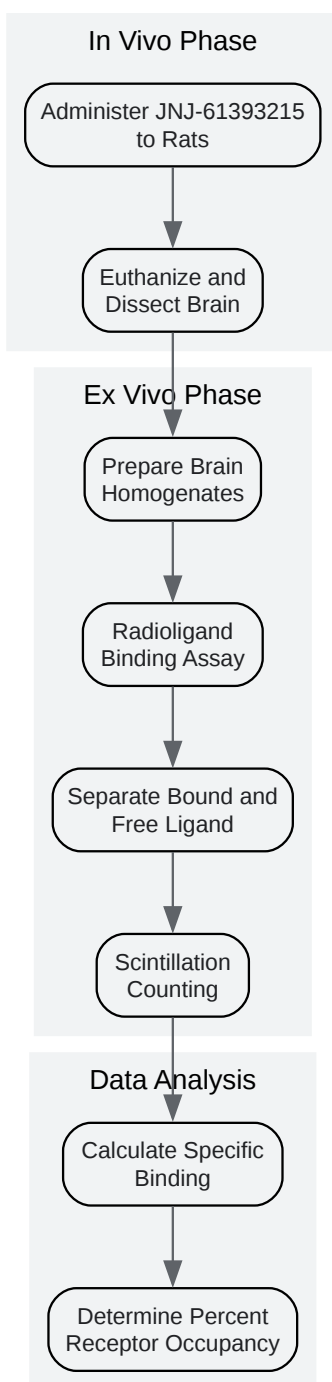 In Vivo Phase
Administer JNJ-61393215
to Rats
Euthanize and
Dissect Brain
Ex Vivo Phase
Prepare Brain
Homogenates
Radioligand
Binding Assay
Separate Bound and
Free Ligand
Scintillation
Counting
Data Analysis
Calculate Specific
Binding
Determine Percent
Receptor Occupancy